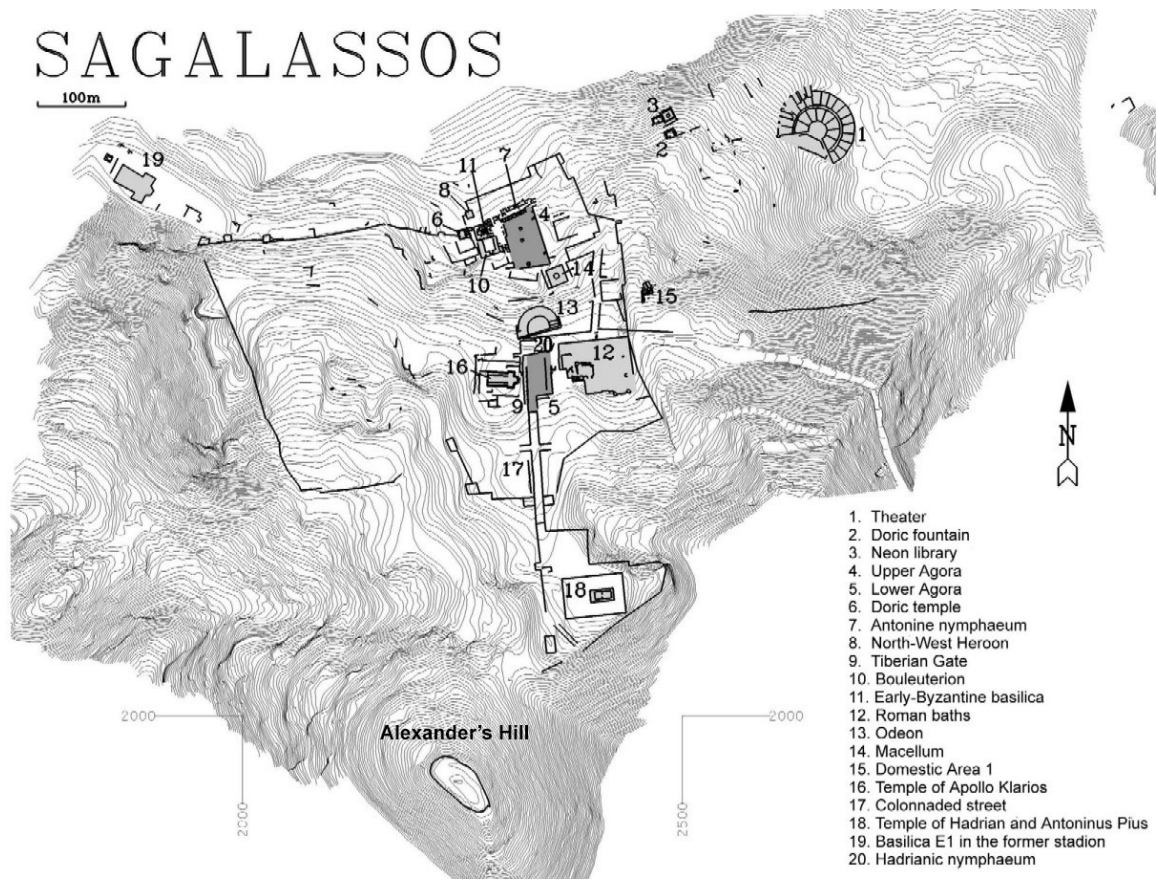 SAGALASSOS
100m
3
2
1
19
11
7
8
6
4
10
14
15
13
20
12
16
9
5
17
18
N
2000
2000
Alexander's Hill
2000
2500
1. Theater
2. Doric fountain
3. Neon library
4. Upper Agora
5. Lower Agora
6. Doric temple
7. Antonine nymphaeum
8. North-West Heroon
9. Tiberian Gate
10. Bouleuterion
11. Early-Byzantine basilica
12. Roman baths
13. Odeon
14. Macellum
15. Domestic Area 1
16. Temple of Apollo Klarios
17. Colonnaded street
18. Temple of Hadrian and Antoninus Pius
19. Basilica E1 in the former stadion
20. Hadrianic nymphaeum